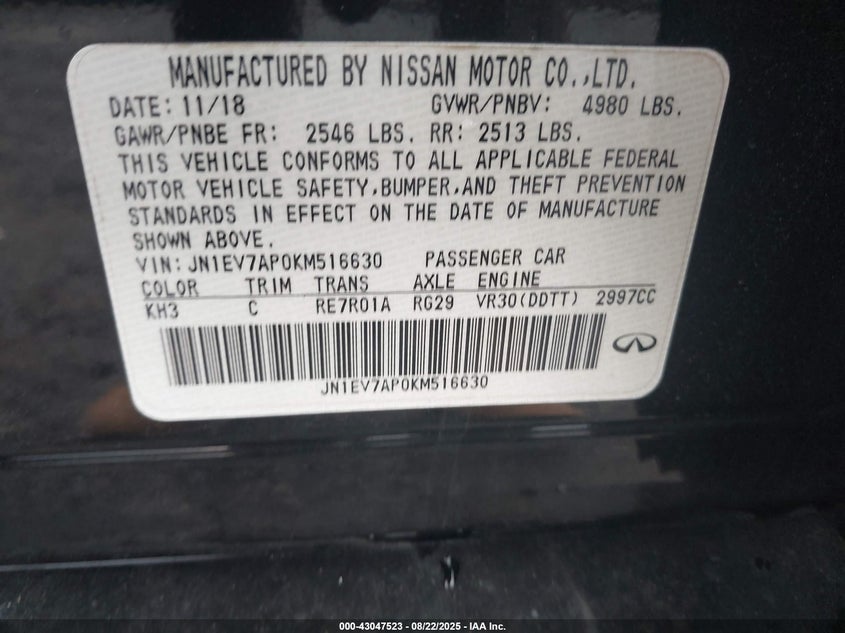 MANUFACTURED BY NISSAN MOTOR CO.,LTD.
DATE: 11/18 GVWR/PNBV: 4980 LBS.
GAWR/PNBE FR: 2546 LBS. RR: 2513 LBS.
THIS VEHICLE CONFORMS TO ALL APPLICABLE FEDERAL
MOTOR VEHICLE SAFETY,BUMPER,AND THEFT PREVENTION
STANDARDS IN EFFECT ON THE DATE OF MANUFACTURE
SHOWN ABOVE.
VIN: JN1EV7AP0KM516630 PASSENGER CAR
COLOR TRIM TRANS AXLE ENGINE
KH3 C RE7R01A RG29 VR30(DDTT) 2997CC
JN1EV7AP0KM516630
000-43047523 - 08/22/2025 - IAA Inc.